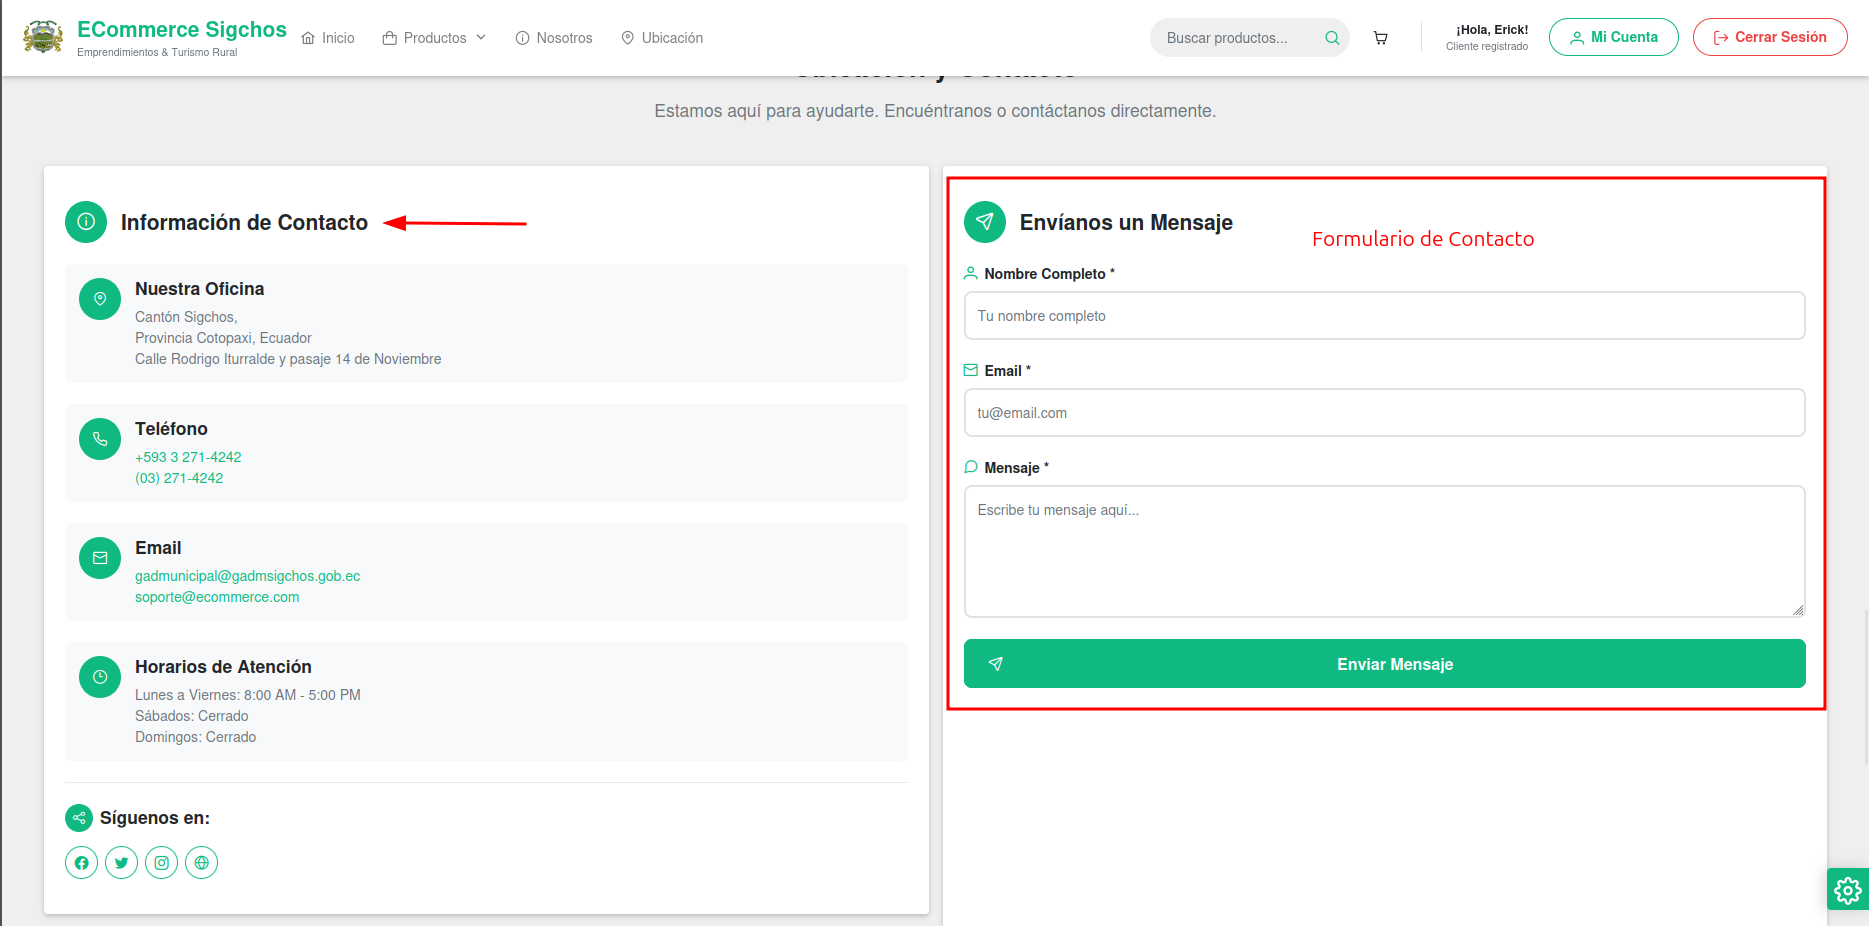 ECommerce Sigchos
Emprendimientos & Turismo Rural
Inicio
Productos
Nosotros
Ubicación
Buscar productos...
¡Hola, Erick!
Cliente registrado
Mi Cuenta
Cerrar Sesión
Ubicación y Contacto
Estamos aquí para ayudarte. Encuéntranos o contáctanos directamente.
Información de Contacto
Nuestra Oficina
Cantón Sigchos,
Provincia Cotopaxi, Ecuador
Calle Rodrigo Iturralde y pasaje 14 de Noviembre
Teléfono
+593 3 271-4242
(03) 271-4242
Email
gadmunicipal@gadmsigchos.gob.ec
soporte@ecommerce.com
Horarios de Atención
Lunes a Viernes: 8:00 AM - 5:00 PM
Sábados: Cerrado
Domingos: Cerrado
Síguenos en:
Envíanos un Mensaje
Formulario de Contacto
Nombre Completo *
Tu nombre completo
Email *
tu@email.com
Mensaje *
Escribe tu mensaje aquí...
Enviar Mensaje